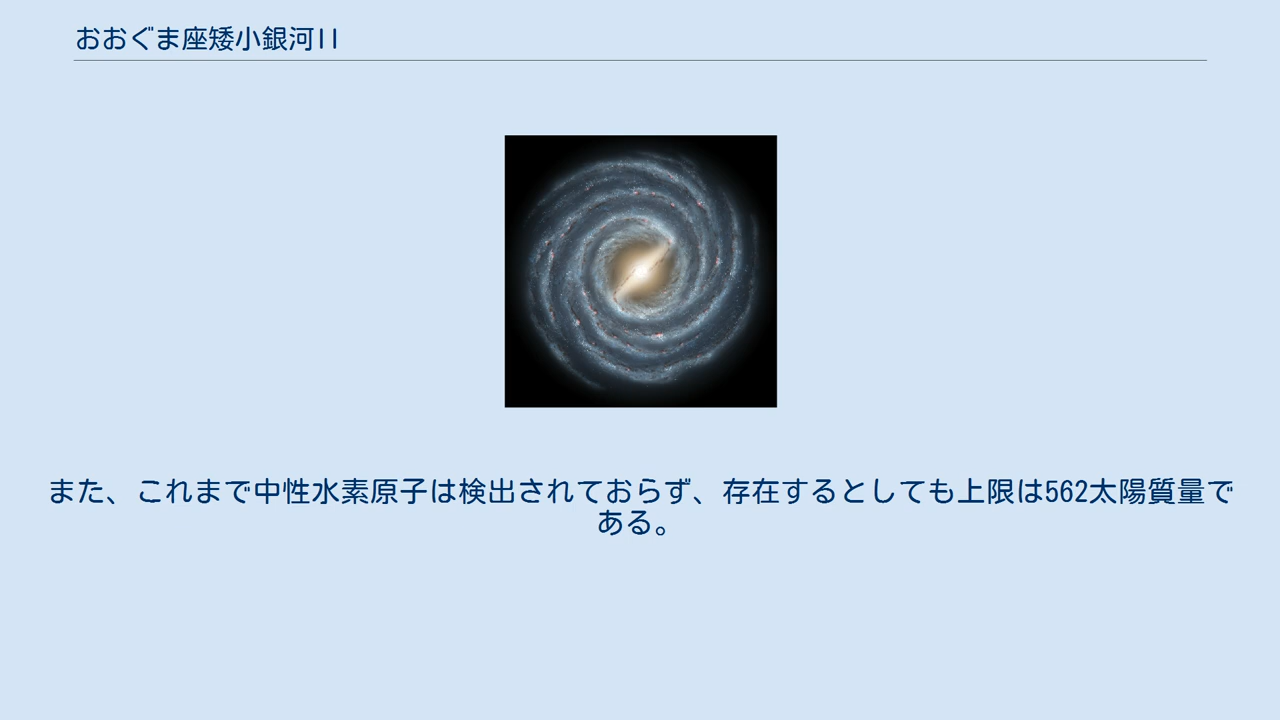 おおぐま座矮小銀河II
また、これまで中性水素原子は検出されておらず、存在するとしても上限は562太陽質量で
ある。